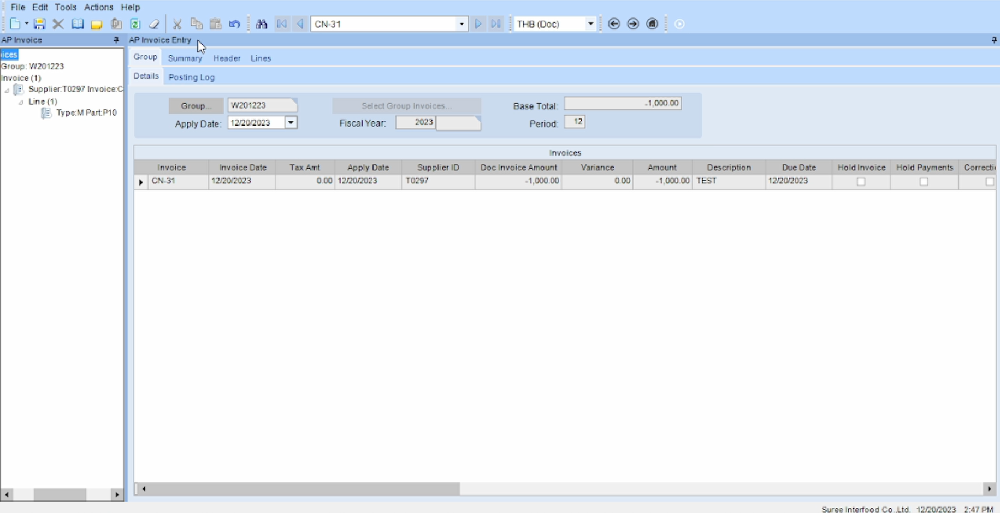 File Edit Tools Actions Help
CN-31 THB (Doc)
AP Invoice
ices
Group: W201223
Invoice (1)
Supplier:T0297 Invoice:C
Line (1)
Type:M Part:P10
AP Invoice Entry
Group Summary Header Lines
Details Posting Log
Group... W201223 Select Group Invoices... Base Total: -1,000.00
Apply Date: 12/20/2023 Fiscal Year: 2023 Period: 12
Invoices
Invoice Invoice Date Tax Amt Apply Date Supplier ID Doc Invoice Amount Variance Amount Description Due Date Hold Invoice Hold Payments Correcti
CN-31 12/20/2023 0.00 12/20/2023 T0297 -1,000.00 0.00 -1,000.00 TEST 12/20/2023
Suree Interfood Co.,Ltd. 12/20/2023 2:47 PM